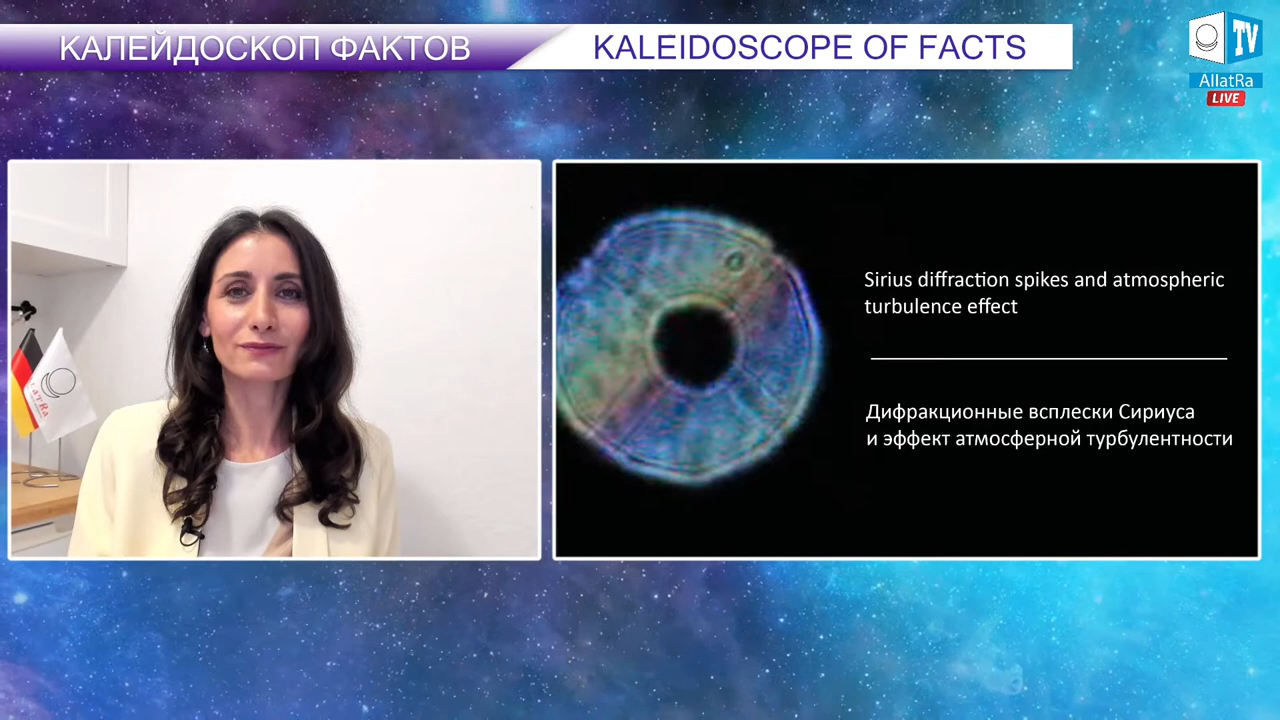 КАЛЕЙДОСКОП ФАКТОВ
KALEIDOSCOPE OF FACTS
TV
AllatRa
LIVE
Sirius diffraction spikes and atmospheric
turbulence effect
Дифракционные всплески Сириуса
и эффект атмосферной турбулентности